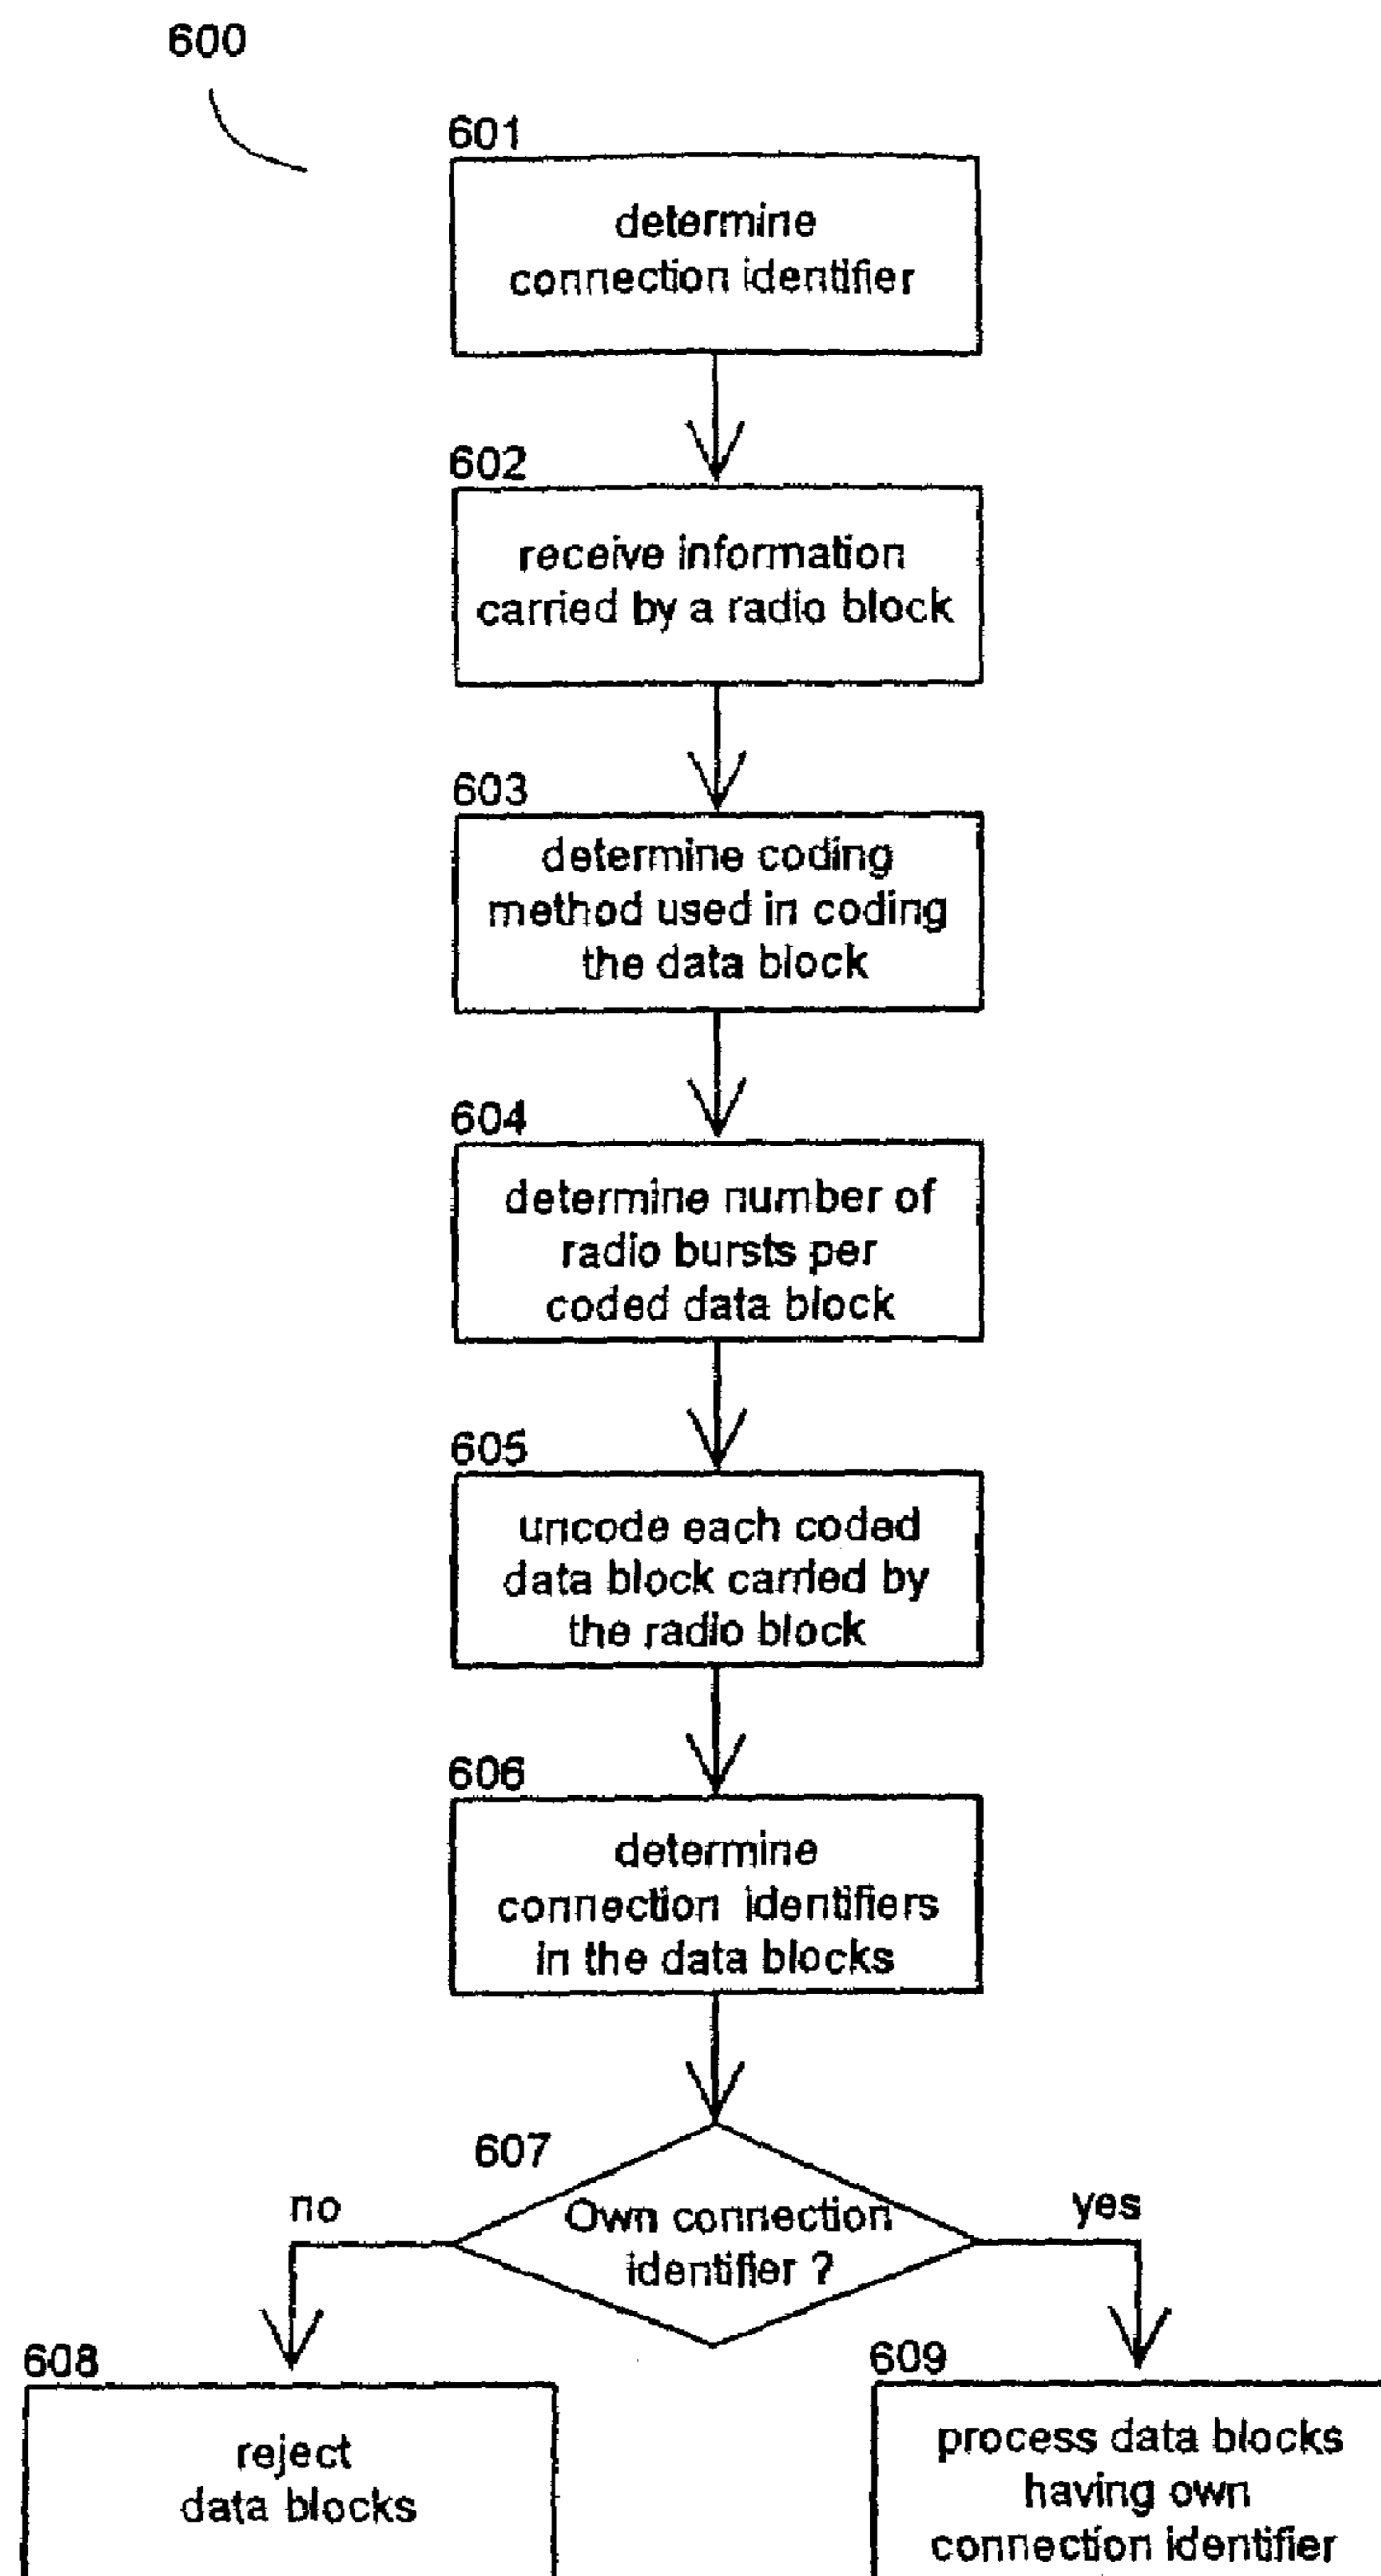 600
601
determine
connection identifier
602
receive information
carried by a radio block
603
determine coding
method used in coding
the data block
604
determine number of
radio bursts per
coded data block
605
uncode each coded
data block carried by
the radio block
606
determine
connection identifiers
in the data blocks
607
no
Own connection
identifier ?
yes
608
reject
data blocks
609
process data blocks
having own
connection identifier